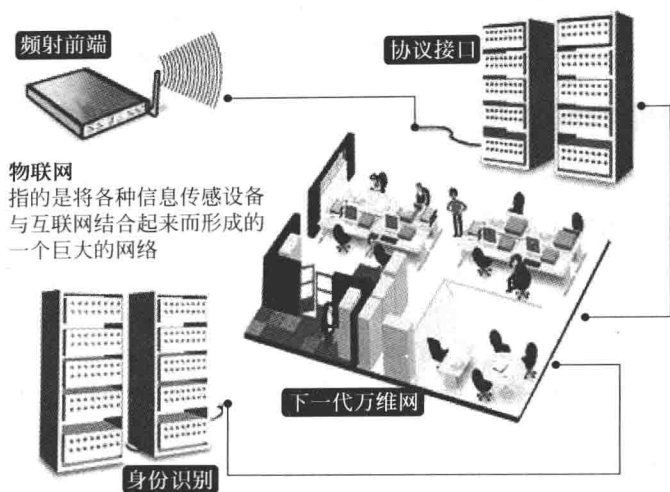 频射前端
协议接口
物联网
指的是将各种信息传感设备
与互联网结合起来而形成的
一个巨大的网络
下一代万维网
身份识别